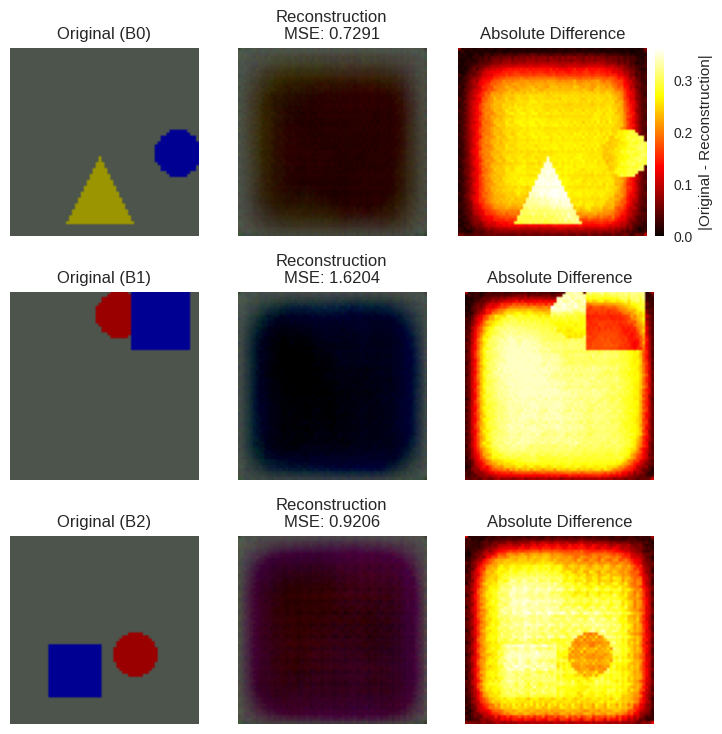 Original (B0)
Reconstruction
MSE: 0.7291
Absolute Difference
0.3
0.2
0.1
0.0
|Original - Reconstruction|
Original (B1)
Reconstruction
MSE: 1.6204
Absolute Difference
Original (B2)
Reconstruction
MSE: 0.9206
Absolute Difference